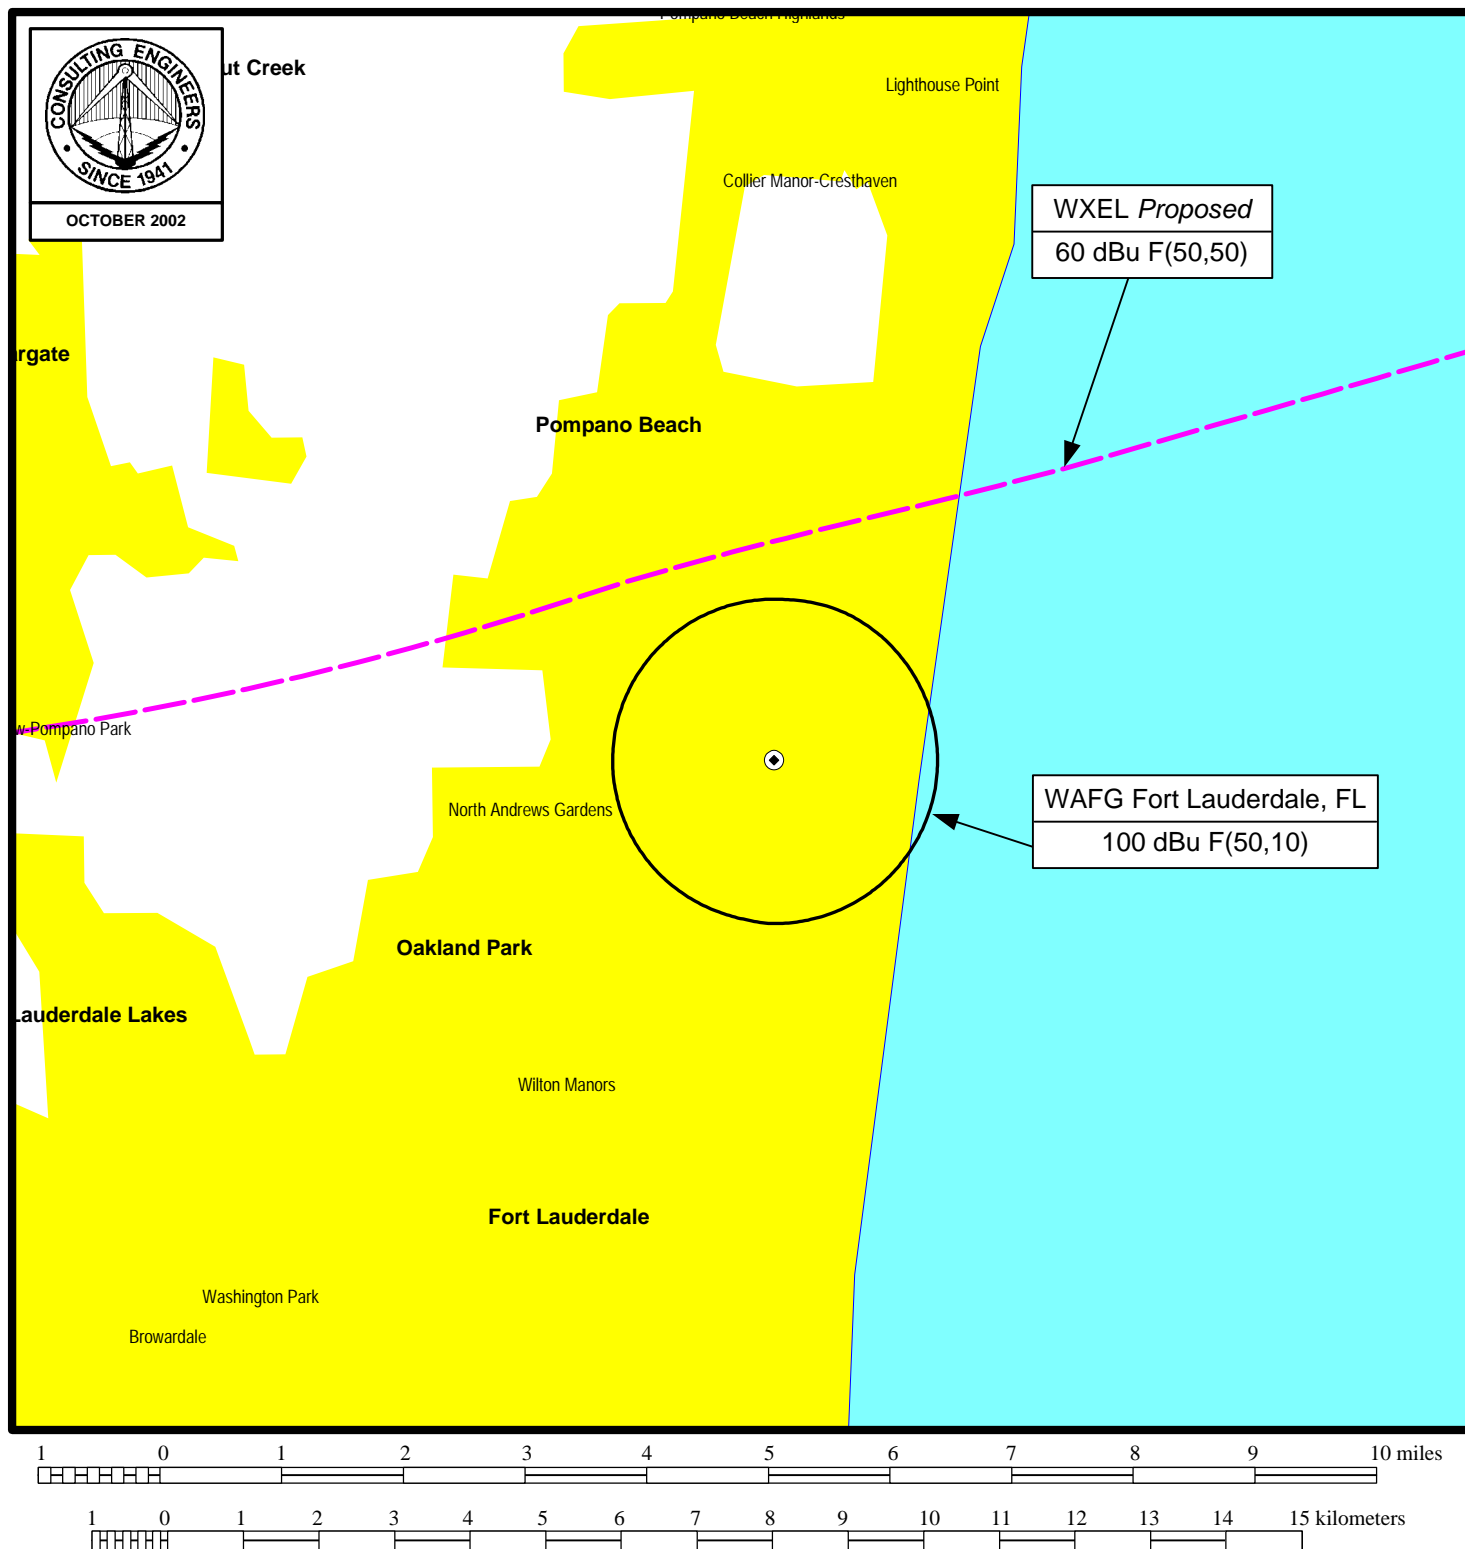 Pompano Beach Highlands
CONSULTING ENGINEERS
SINCE 1941
OCTOBER 2002
ut Creek
Lighthouse Point
Collier Manor-Cresthaven
WXEL Proposed
60 dBu F(50,50)
rgate
Pompano Beach
w-Pompano Park
North Andrews Gardens
WAFG Fort Lauderdale, FL
100 dBu F(50,10)
Oakland Park
Lauderdale Lakes
Wilton Manors
Fort Lauderdale
Washington Park
Browardale
1 0 1 2 3 4 5 6 7 8 9 10 miles
1 0 1 2 3 4 5 6 7 8 9 10 11 12 13 14 15 kilometers